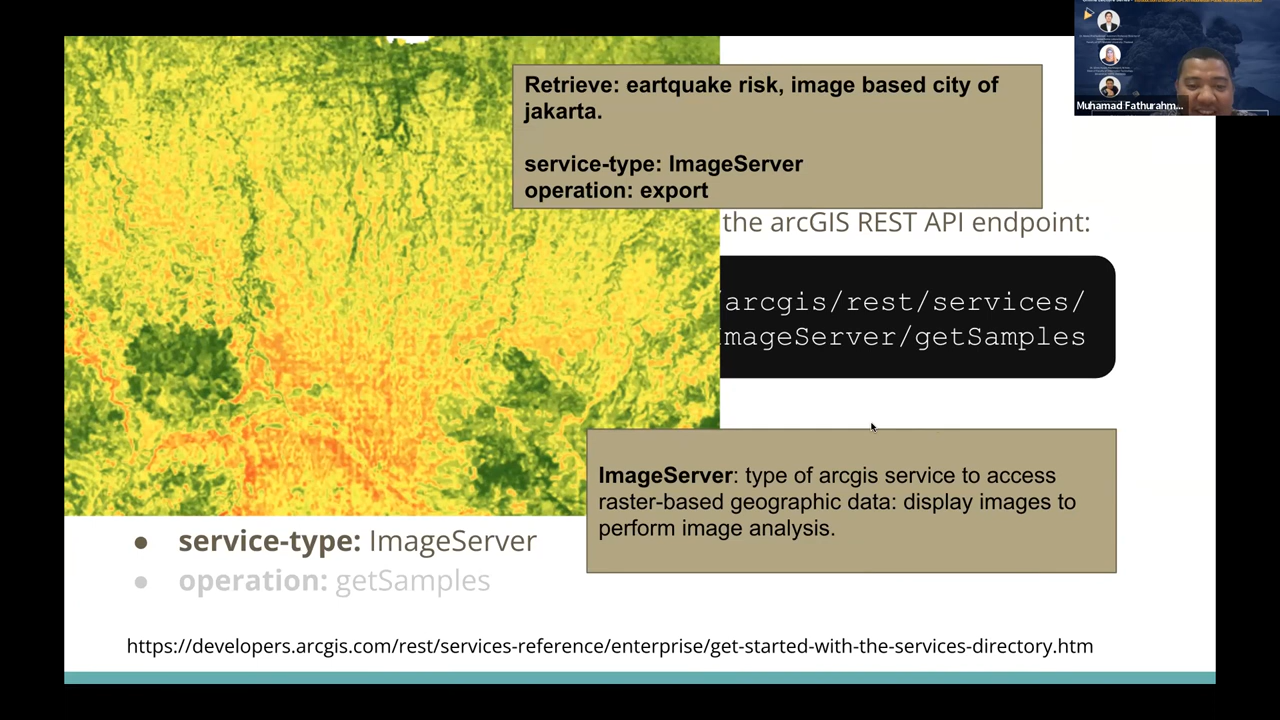 Retrieve: eartquake risk, image based city of
jakarta.
service-type: ImageServer
operation: export
the arcGIS REST API endpoint:
/arcgis/rest/services/
ImageServer/getSamples
ImageServer: type of arcgis service to access
raster-based geographic data: display images to
perform image analysis.
● service-type: ImageServer
● operation: getSamples
https://developers.arcgis.com/rest/services-reference/enterprise/get-started-with-the-services-directory.htm
Muhamad Fathurahm...